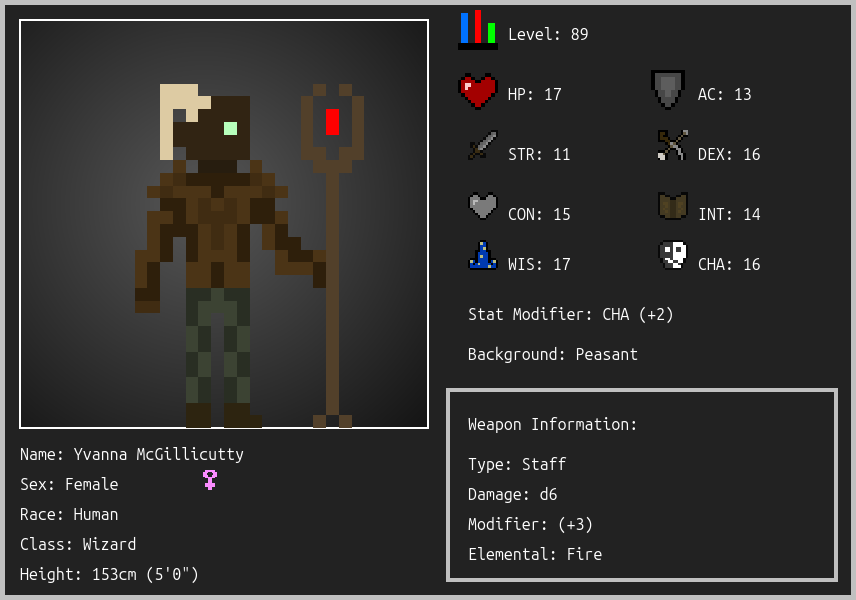 Level: 89
HP: 17
AC: 13
STR: 11
DEX: 16
CON: 15
INT: 14
WIS: 17
CHA: 16
Stat Modifier: CHA (+2)
Background: Peasant
Weapon Information:
Type: Staff
Damage: d6
Modifier: (+3)
Elemental: Fire
Name: Yvanna McGillicutty
Sex: Female
Race: Human
Class: Wizard
Height: 153cm (5'0")